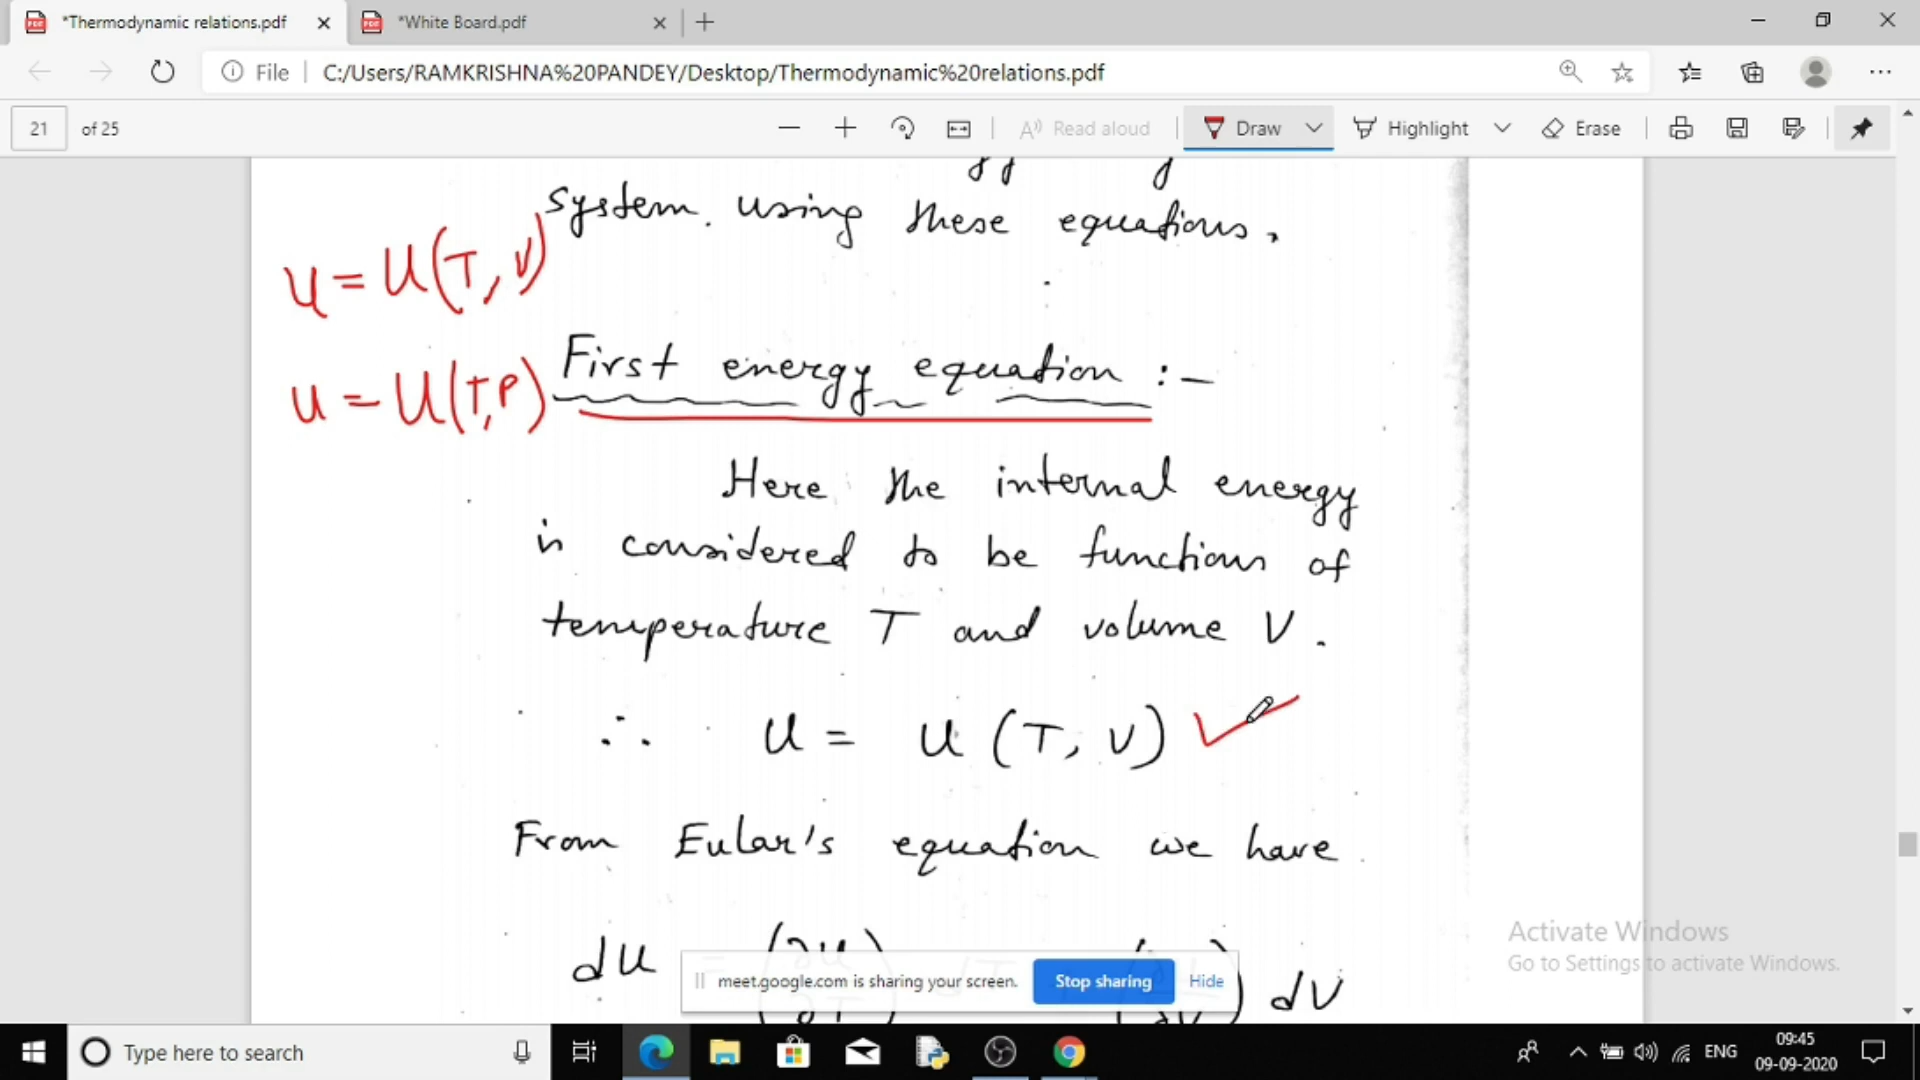 *Thermodynamic relations.pdf
*White Board.pdf
File
C:/Users/RAMKRISHNA%20PANDEY/Desktop/Thermodynamic%20relations.pdf
21 of 25
Read aloud
Draw
Highlight
Erase
system. using these equations.
U = U(T, V)
U = U(T, P)
First energy equation :-
Here the internal energy
is considered to be functions of
temperature T and volume V.
∴ U = U (T, V) ✓
From Eular's equation we have
dU = (∂U/∂T) dT (∂U/∂V) dV
meet.google.com is sharing your screen.
Stop sharing
Hide
Activate Windows
Go to Settings to activate Windows.
Type here to search
ENG
09:45
09-09-2020